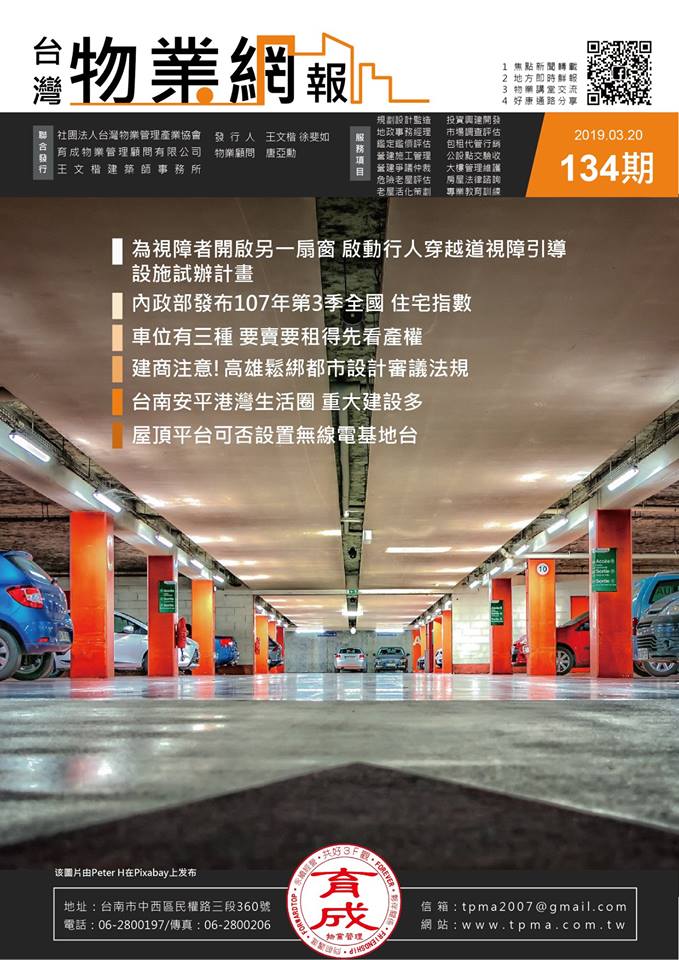 台灣物業網報
1 焦點新聞轉載
2 地方即時鮮報
3 物業講堂交流
4 好康通路分享
聯合發行
社團法人台灣物業管理產業協會
育成物業管理顧問有限公司
王文楷建築師事務所
發行人 王文楷 徐斐如
物業顧問 唐亞勳
服務項目
規劃設計監造 投資興建開發
地政事務經理 市場調查評估
鑑定鑑價評估 包租代管行銷
營建施工管理 公設點交驗收
營建爭議仲裁 大樓管理維護
危險老屋評估 房屋法律諮詢
老屋活化策劃 專業教育訓練
2019.03.20
134期
為視障者開啟另一扇窗 啟動行人穿越道視障引導
設施試辦計畫
內政部發布107年第3季全國 住宅指數
車位有三種 要賣要租得先看產權
建商注意! 高雄鬆綁都市設計審議法規
台南安平港灣生活圈 重大建設多
屋頂平台可否設置無線電基地台
10
Accès
Sortie
Sortie
A
该图片由Peter H在Pixabay上发布
地址：台南市中西區民權路三段360號
電話：06-2800197/傳真：06-2800206
共好3F觀
FOREVER
FRIENDSHIP
FORWARDTOP
永續經營
育成
物業管理
信箱：tpma2007@gmail.com
網站：www.tpma.com.tw